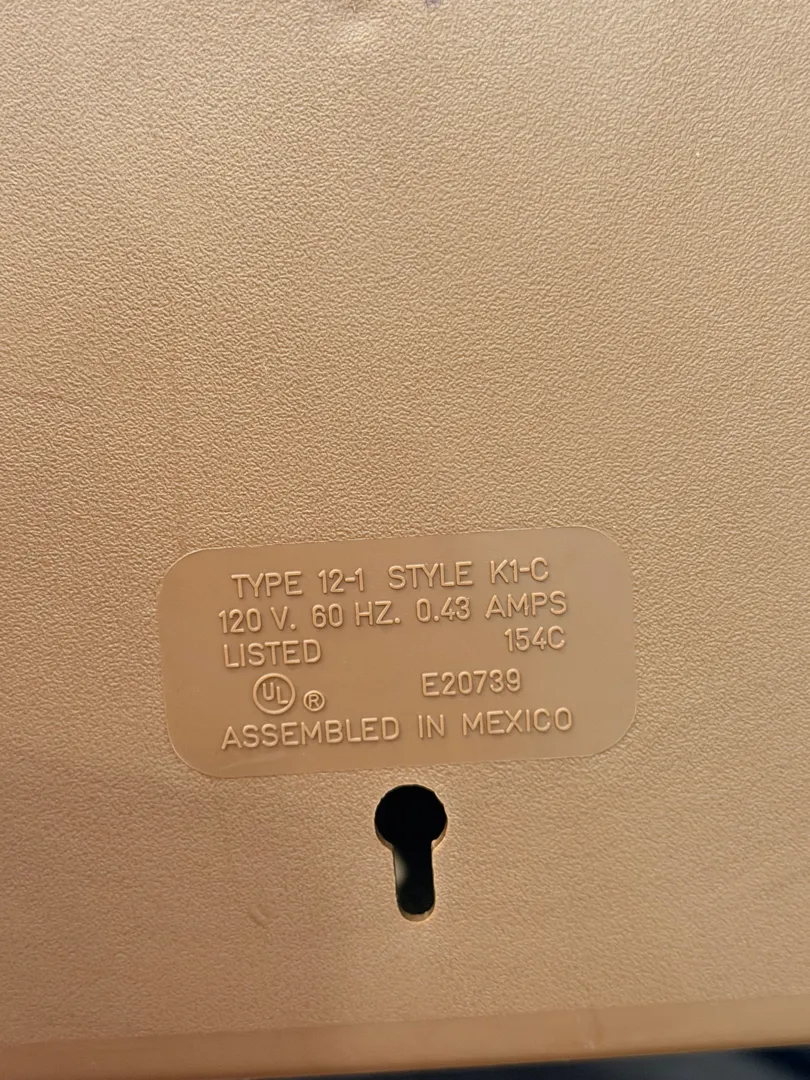 TYPE 12-1 STYLE K1-C
120 V. 60 HZ. 0.43 AMPS
LISTED 154C
UL ® E20739
ASSEMBLED IN MEXICO